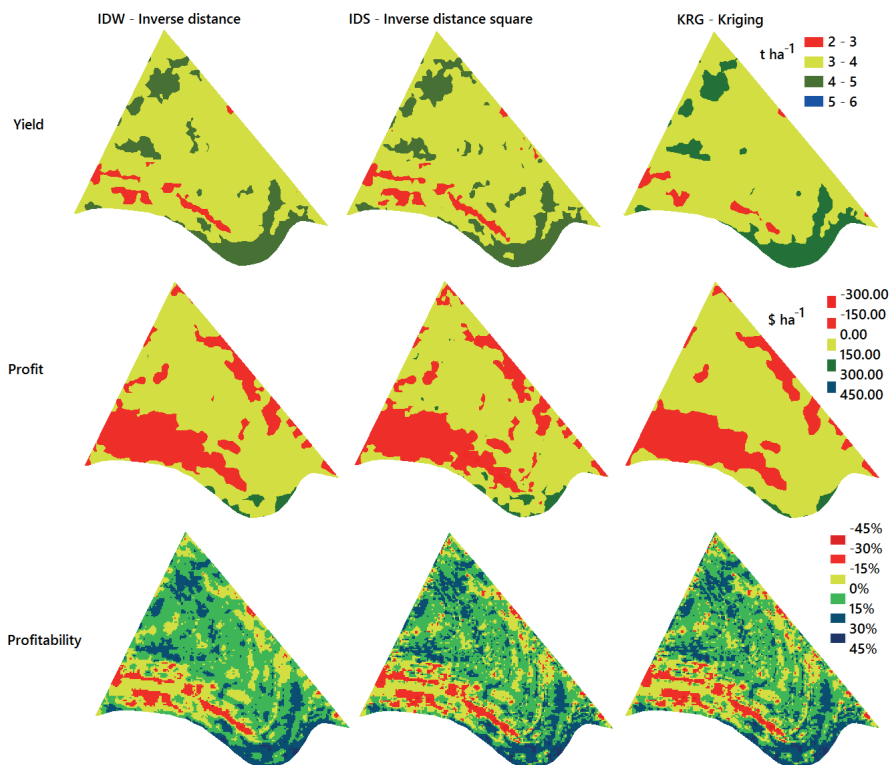 IDW - Inverse distance
IDS - Inverse distance square
KRG - Kriging
t ha⁻¹
2 - 3
3 - 4
4 - 5
5 - 6
Yield
$ ha⁻¹
-300.00
-150.00
0.00
150.00
300.00
450.00
Profit
-45%
-30%
-15%
0%
15%
30%
45%
Profitability